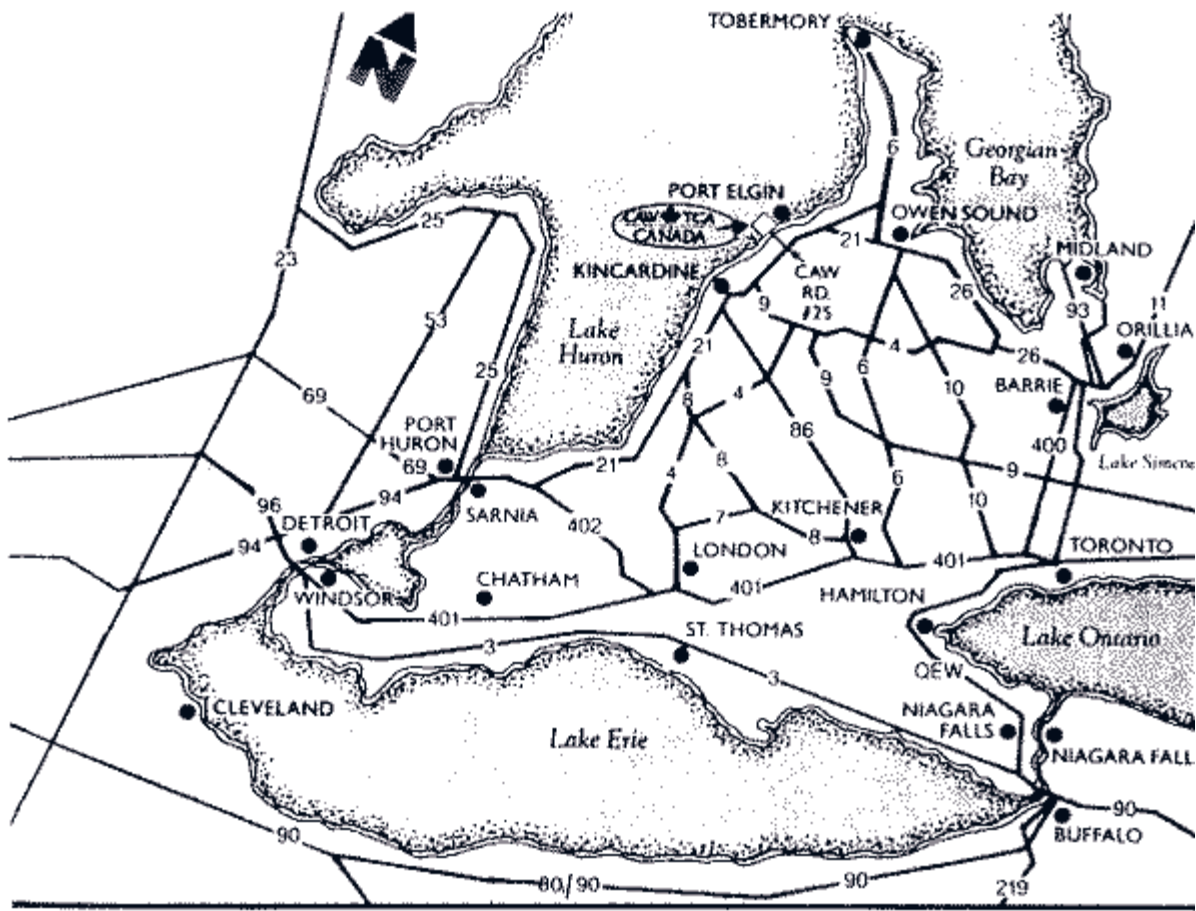 TOBERMORY
6
Georgian
Bay
PORT ELGIN
CANADA
OWEN SOUND
25
21
MIDLAND
23
KINCARDINE
CAW
RD.
#25
9
26
93
11
53
Lake
Huron
21
ORILLIA
25
4
26
6
9
10
BARRIE
69
8
4
PORT
HURON
86
400
69
21
8
9
Lake Simcoe
4
6
94
96
SARNIA
402
7
KITCHENER
10
DETROIT
8
94
LONDON
401
TORONTO
WINDSOR
CHATHAM
401
HAMILTON
401
ST. THOMAS
Lake Ontario
3
3
QEW
CLEVELAND
NIAGARA
FALLS
Lake Erie
NIAGARA FALL
90
90
BUFFALO
80/90
90
219